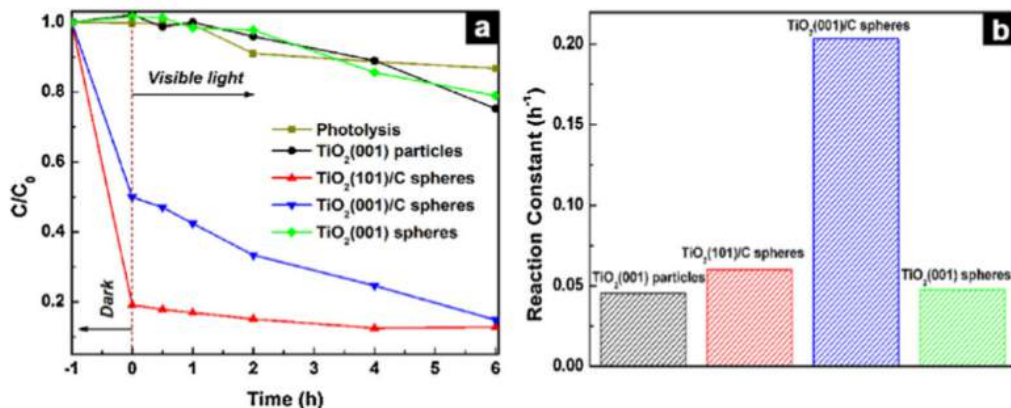 a
1.0
0.8
0.6
0.4
0.2
C/C0
Visible light
Dark
Photolysis
TiO2(001) particles
TiO2(101)/C spheres
TiO2(001)/C spheres
TiO2(001) spheres
-1 0 1 2 3 4 5 6
Time (h)
b
0.20
0.15
0.10
0.05
0.00
Reaction Constant (h-1)
TiO2(001)/C spheres
TiO2(101)/C spheres
TiO2(001) particles
TiO2(001) spheres